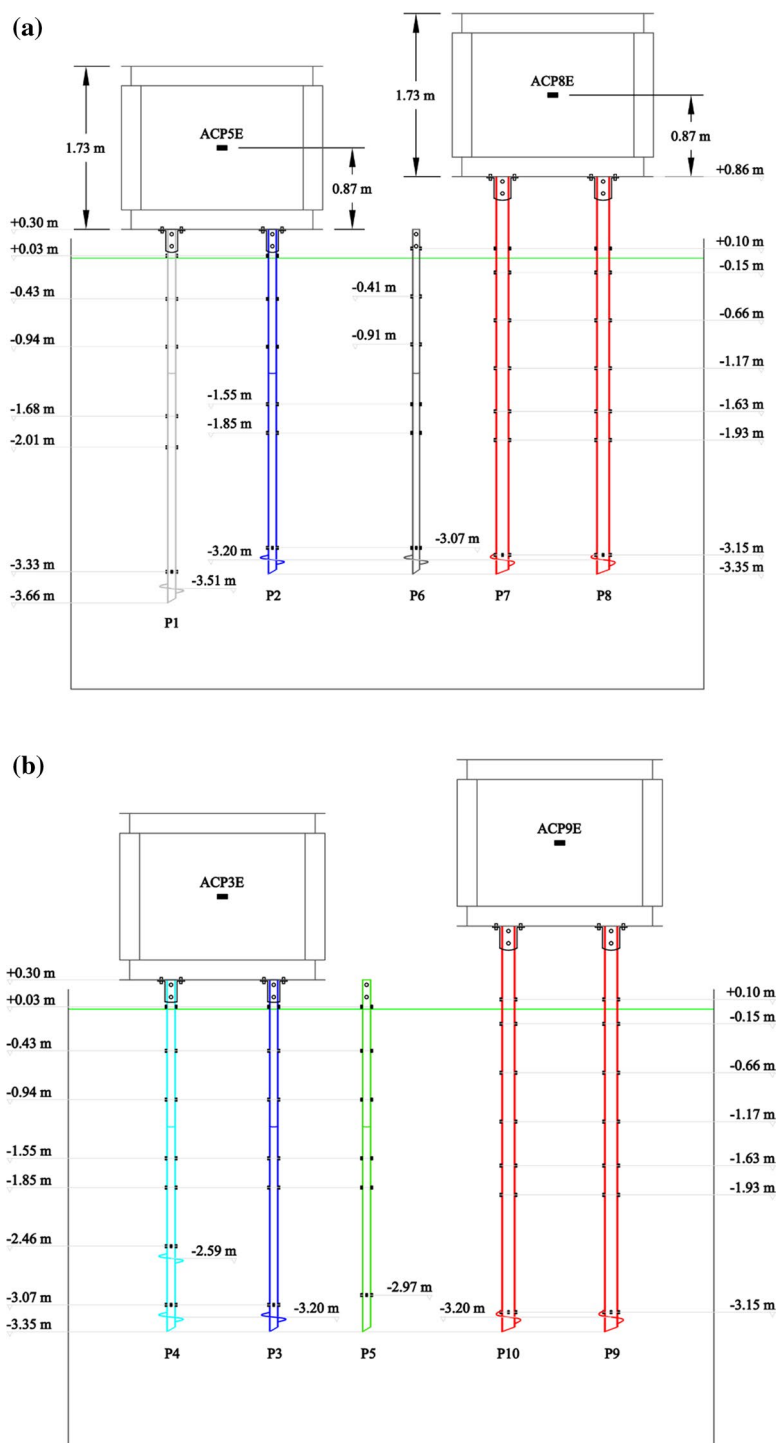 (a)
ACP5E
1.73 m
0.87 m
ACP8E
1.73 m
0.87 m
+0.30 m
+0.03 m
-0.43 m
-0.94 m
-1.68 m
-2.01 m
-3.33 m
-3.66 m
-3.51 m
-1.55 m
-1.85 m
-3.20 m
-0.41 m
-0.91 m
-3.07 m
+0.86 m
+0.10 m
-0.15 m
-0.66 m
-1.17 m
-1.63 m
-1.93 m
-3.15 m
-3.35 m
P1
P2
P6
P7
P8
(b)
ACP3E
ACP9E
+0.30 m
+0.03 m
-0.43 m
-0.94 m
-1.55 m
-1.85 m
-2.46 m
-3.07 m
-3.35 m
-2.59 m
-3.20 m
-2.97 m
-3.20 m
+0.10 m
-0.15 m
-0.66 m
-1.17 m
-1.63 m
-1.93 m
-3.15 m
P4
P3
P5
P10
P9